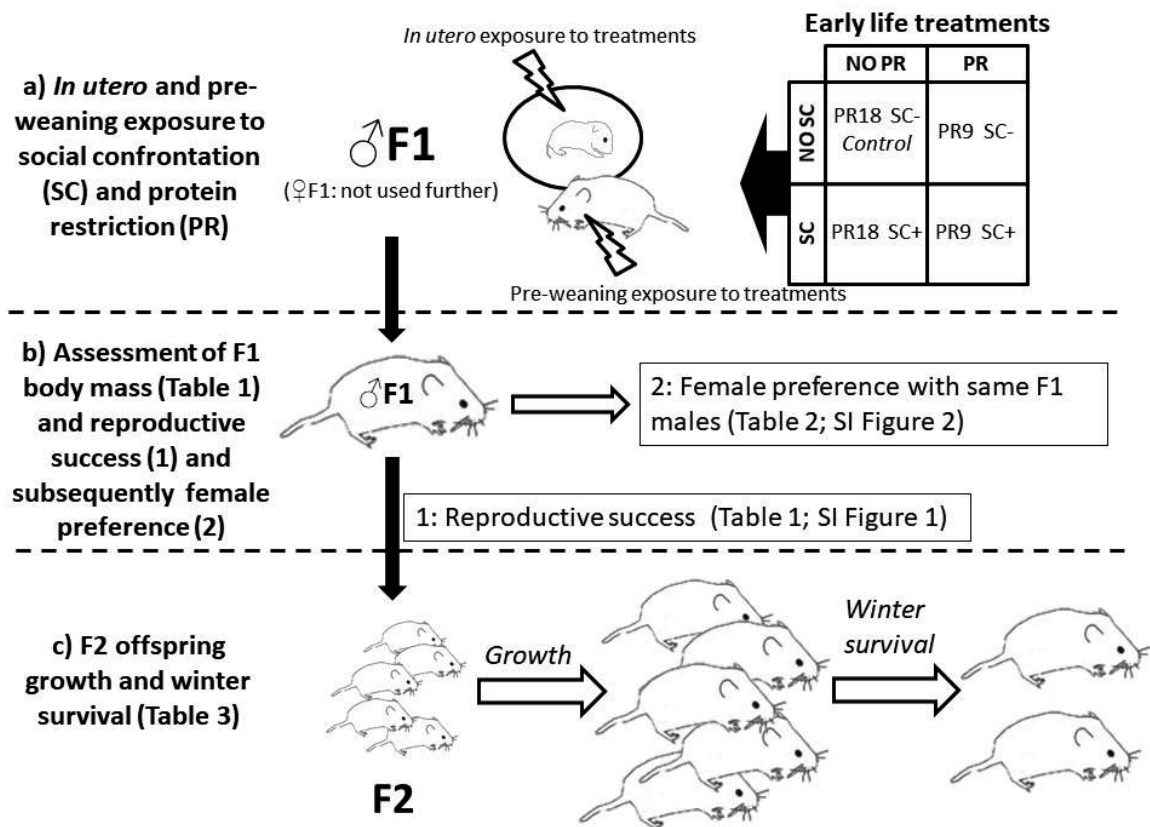 a) In utero and pre-
weaning exposure to
social confrontation
(SC) and protein
restriction (PR)
♂F1
(♀F1: not used further)
In utero exposure to treatments
Pre-weaning exposure to treatments
Early life treatments
NO PR PR
NO SC
PR18 SC-
Control
PR9 SC-
SC
PR18 SC+ PR9 SC+
b) Assessment of F1
body mass (Table 1)
and reproductive
success (1) and
subsequently female
preference (2)
♂F1
2: Female preference with same F1
males (Table 2; SI Figure 2)
1: Reproductive success (Table 1; SI Figure 1)
c) F2 offspring
growth and winter
survival (Table 3)
F2
Growth
Winter
survival